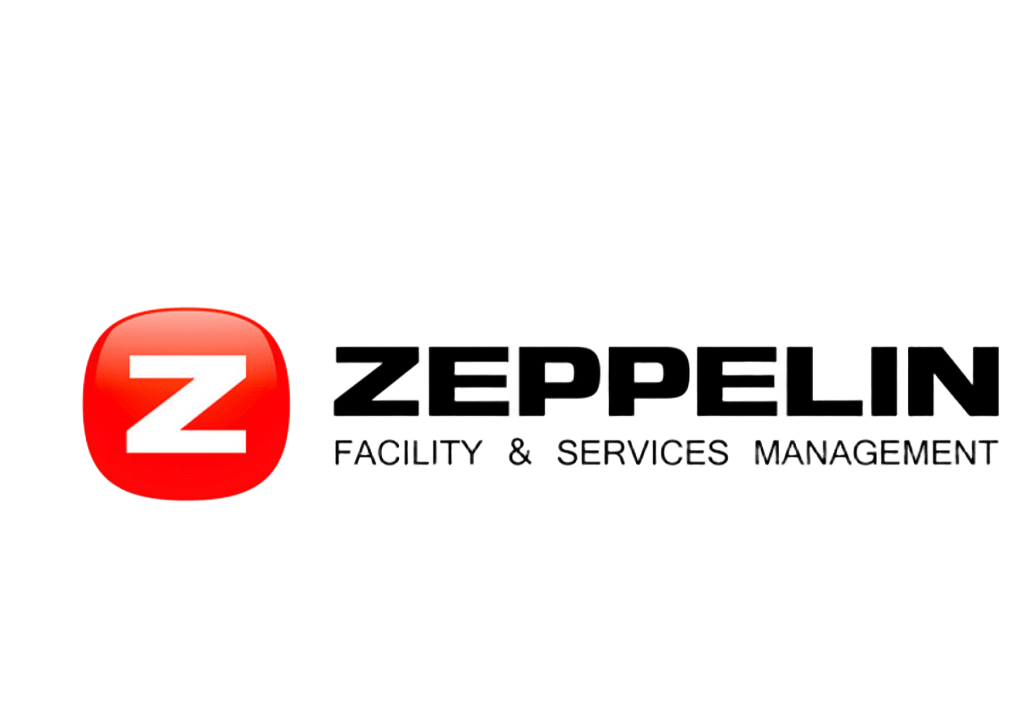 Z
ZEPPELIN
FACILITY & SERVICES MANAGEMENT